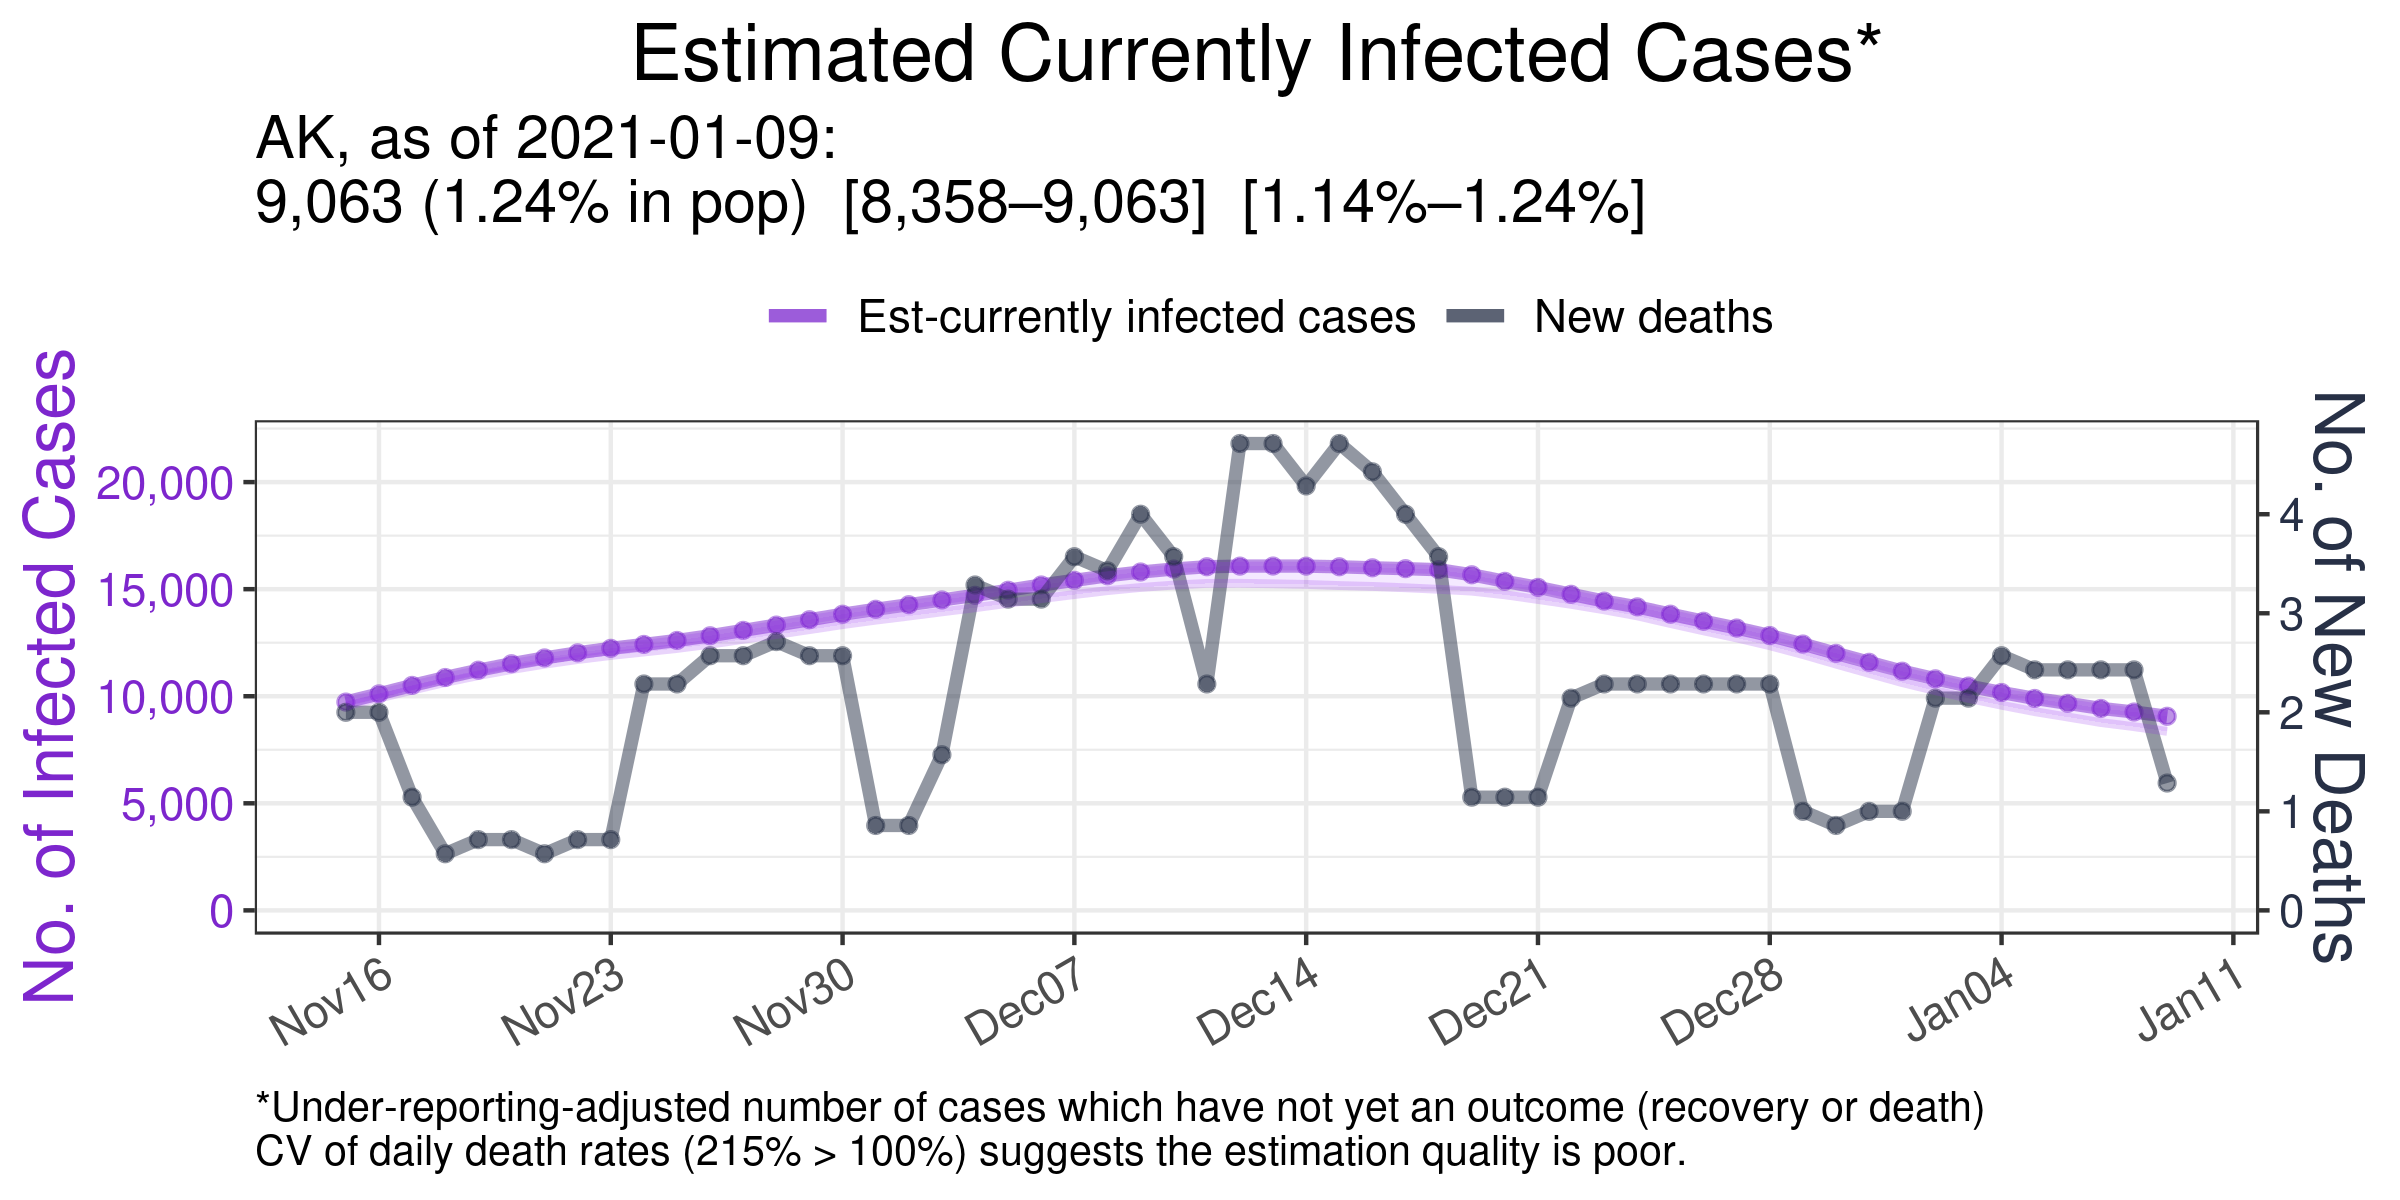 Estimated Currently Infected Cases*
AK, as of 2021-01-09:
9,063 (1.24% in pop)  [8,358–9,063]  [1.14%–1.24%]
Est-currently infected cases
New deaths
No. of Infected Cases
20,000
15,000
10,000
5,000
0
No. of New Deaths
4
3
2
1
0
Nov16
Nov23
Nov30
Dec07
Dec14
Dec21
Dec28
Jan04
Jan11
*Under-reporting-adjusted number of cases which have not yet an outcome (recovery or death)
CV of daily death rates (215% > 100%) suggests the estimation quality is poor.